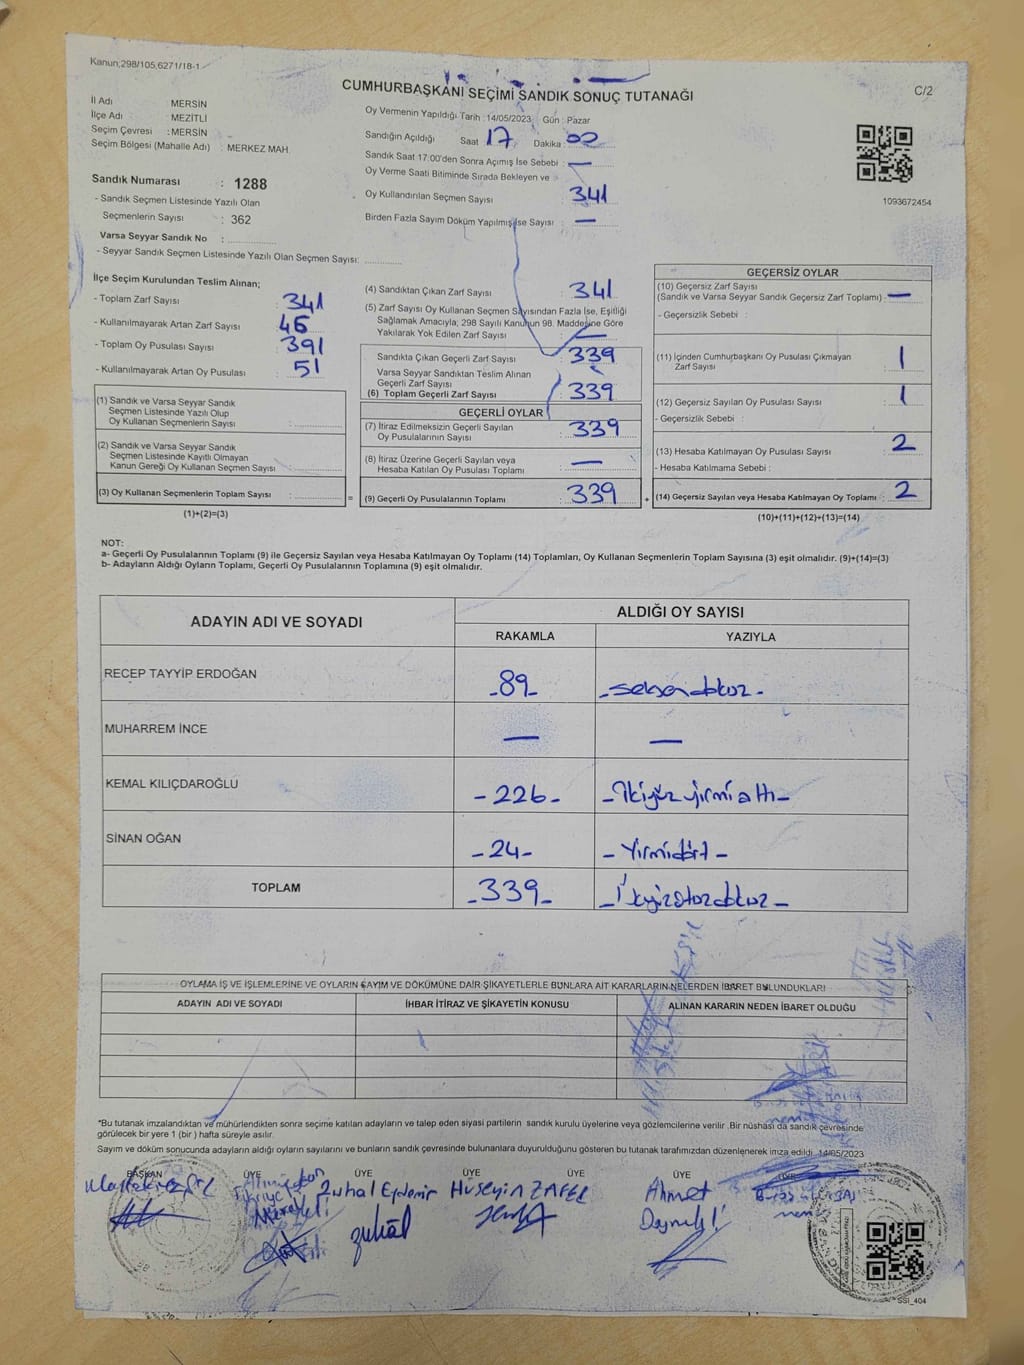 Kanun;298/105,6271/18-1
CUMHURBAŞKANI SEÇİMİ SANDIK SONUÇ TUTANAĞI
C/2
İl Adı MERSİN
İlçe Adı MEZİTLİ
Seçim Çevresi : MERSİN
Seçim Bölgesi (Mahalle Adı) : MERKEZ MAH.
Oy Vermenin Yapıldığı Tarih : 14/05/2023 Gün : Pazar
Sandığın Açıldığı Saat 17 Dakika 02
Sandık Saat 17:00'den Sonra Açımış İse Sebebi : —
Oy Verme Saati Bitiminde Sırada Bekleyen ve
Oy Kullandırılan Seçmen Sayısı 341
Birden Fazla Sayım Döküm Yapılmış İse Sayısı —
1093672454
Sandık Numarası : 1288
- Sandık Seçmen Listesinde Yazılı Olan
Seçmenlerin Sayısı : 362
Varsa Seyyar Sandık No :
- Seyyar Sandık Seçmen Listesinde Yazılı Olan Seçmen Sayısı:
İlçe Seçim Kurulundan Teslim Alınan;
- Toplam Zarf Sayısı 341
- Kullanılmayarak Artan Zarf Sayısı 46
- Toplam Oy Pusulası Sayısı 391
- Kullanılmayarak Artan Oy Pusulası 51
(1) Sandık ve Varsa Seyyar Sandık
Seçmen Listesinde Yazılı Olup
Oy Kullanan Seçmenlerin Sayısı :
(2) Sandık ve Varsa Seyyar Sandık
Seçmen Listesinde Kayıtlı Olmayan
Kanun Gereği Oy Kullanan Seçmen Sayısı :
(3) Oy Kullanan Seçmenlerin Toplam Sayısı : =
(1)+(2)=(3)
(4) Sandıktan Çıkan Zarf Sayısı 341
(5) Zarf Sayısı Oy Kullanan Seçmen Sayısından Fazla İse, Eşitliği
Sağlamak Amacıyla; 298 Sayılı Kanunun 98. Maddesine Göre
Yakılarak Yok Edilen Zarf Sayısı —
Sandıkta Çıkan Geçerli Zarf Sayısı 339
Varsa Seyyar Sandıktan Teslim Alınan
Geçerli Zarf Sayısı
(6) Toplam Geçerli Zarf Sayısı 339
GEÇERLİ OYLAR
(7) İtiraz Edilmeksizin Geçerli Sayılan
Oy Pusulalarının Sayısı : 339
(8) İtiraz Üzerine Geçerli Sayılan veya
Hesaba Katılan Oy Pusulası Toplamı : —
(9) Geçerli Oy Pusulalarının Toplamı : 339 +
GEÇERSİZ OYLAR
(10) Geçersiz Zarf Sayısı
(Sandık ve Varsa Seyyar Sandık Geçersiz Zarf Toplamı) : —
- Geçersizlik Sebebi :
(11) İçinden Cumhurbaşkanı Oy Pusulası Çıkmayan
Zarf Sayısı : 1
(12) Geçersiz Sayılan Oy Pusulası Sayısı : 1
- Geçersizlik Sebebi :
(13) Hesaba Katılmayan Oy Pusulası Sayısı : 2
- Hesaba Katılmama Sebebi :
(14) Geçersiz Sayılan veya Hesaba Katılmayan Oy Toplamı : 2
(10)+(11)+(12)+(13)=(14)
NOT:
a- Geçerli Oy Pusulalarının Toplamı (9) ile Geçersiz Sayılan veya Hesaba Katılmayan Oy Toplamı (14) Toplamları, Oy Kullanan Seçmenlerin Toplam Sayısına (3) eşit olmalıdır. (9)+(14)=(3)
b- Adayların Aldığı Oyların Toplamı, Geçerli Oy Pusulalarının Toplamına (9) eşit olmalıdır.
ADAYIN ADI VE SOYADI
ALDIĞI OY SAYISI
RAKAMLA YAZIYLA
RECEP TAYYİP ERDOĞAN -89- -seksendokuz-
MUHARREM İNCE — —
KEMAL KILIÇDAROĞLU -226- -İkiyüzyirmialtı-
SİNAN OĞAN -24- -Yirmidört-
TOPLAM -339- -İkiyüzotuzdokuz-
OYLAMA İŞ VE İŞLEMLERİNE VE OYLARIN SAYIM VE DÖKÜMÜNE DAİR ŞİKAYETLERLE BUNLARA AİT KARARLARIN NELERDEN İBARET BULUNDUKLARI
ADAYIN ADI VE SOYADI İHBAR İTİRAZ VE ŞİKAYETİN KONUSU ALINAN KARARIN NEDEN İBARET OLDUĞU
*Bu tutanak imzalandıktan ve mühürlendikten sonra seçime katılan adayların ve talep eden siyasi partilerin sandık kurulu üyelerine veya gözlemcilerine verilir .Bir nüshası da sandık çevresinde
görülecek bir yere 1 (bir ) hafta süreyle asılır.
Sayım ve döküm sonucunda adayların aldığı oyların sayılarını ve bunların sandık çevresinde bulunanlara duyurulduğunu gösteren bu tutanak tarafımızdan düzenlenerek imza edildi. 14/05/2023
BAŞKAN ÜYE ÜYE ÜYE ÜYE ÜYE ÜYE
Zuhal Eydemir Hüseyin ZAFER Ahmet
zuhâl
SSİ_404